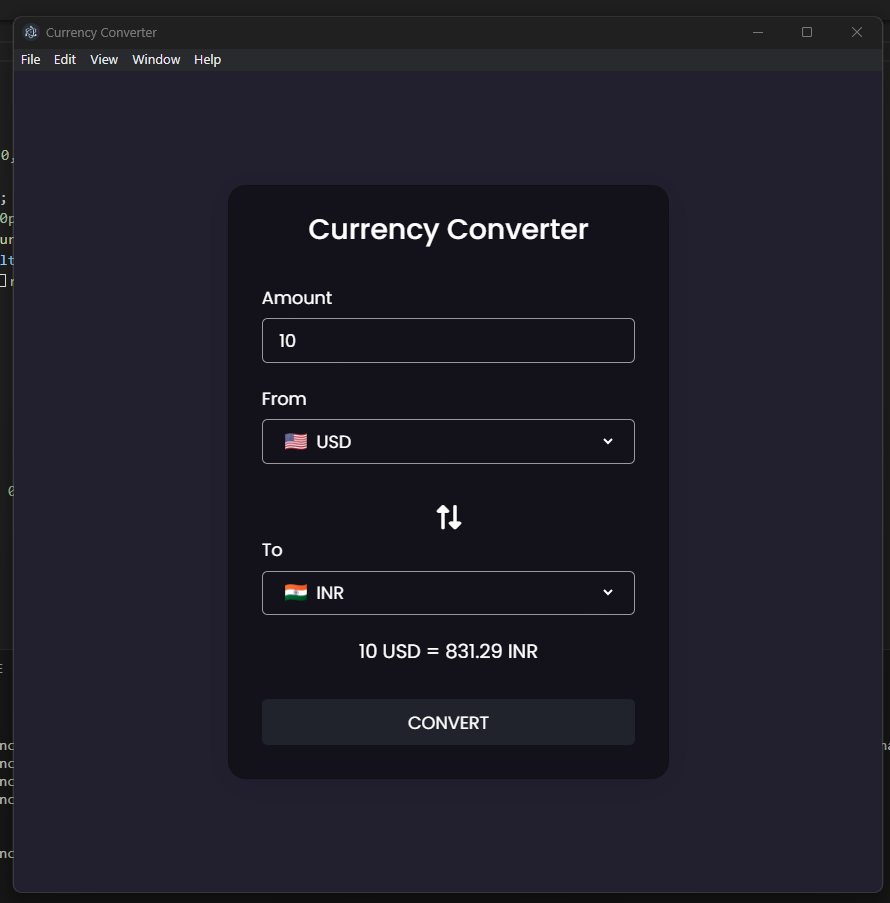 Currency Converter
File Edit View Window Help
Currency Converter
Amount
10
From
USD
To
INR
10 USD = 831.29 INR
CONVERT